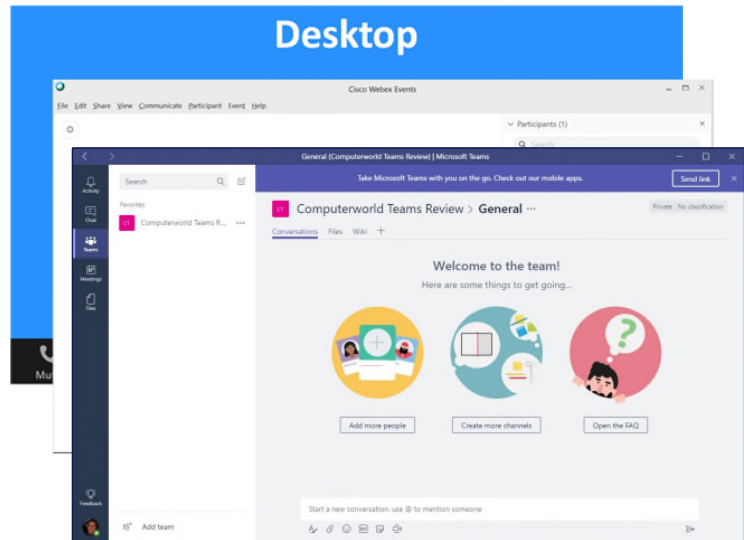 Desktop
Cisco Webex Events
File Edit Share View Communicate Participant Event Help
Participants (1)
Search
General (Computerworld Teams Review) | Microsoft Teams
Take Microsoft Teams with you on the go. Check out our mobile apps.
Send link
Activity
Chat
Teams
Meetings
Files
Feedback
Search
Favorites
CT Computerworld Teams R...
Add team
CT Computerworld Teams Review > General ...
Private No classification
Conversations Files Wiki +
Welcome to the team!
Here are some things to get going...
Add more people
Create more channels
Open the FAQ
Start a new conversation, use @ to mention someone
GIF
Mu